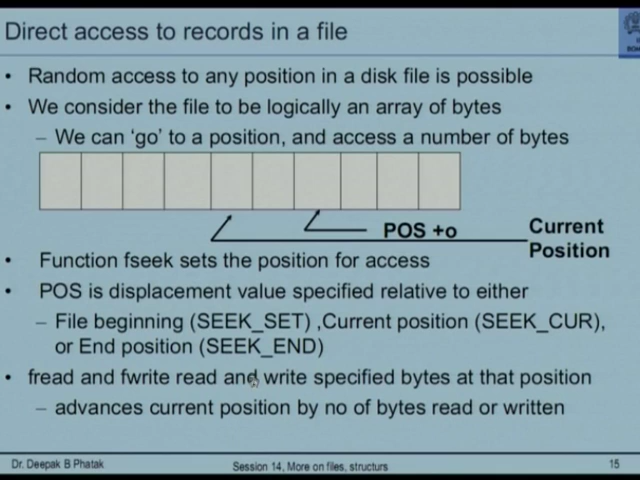 Direct access to records in a file
• Random access to any position in a disk file is possible
• We consider the file to be logically an array of bytes
– We can 'go' to a position, and access a number of bytes
POS +o
Current
Position
• Function fseek sets the position for access
• POS is displacement value specified relative to either
– File beginning (SEEK_SET) ,Current position (SEEK_CUR),
or End position (SEEK_END)
• fread and fwrite read and write specified bytes at that position
– advances current position by no of bytes read or written
Dr. Deepak B Phatak
Session 14, More on files, structurs
15